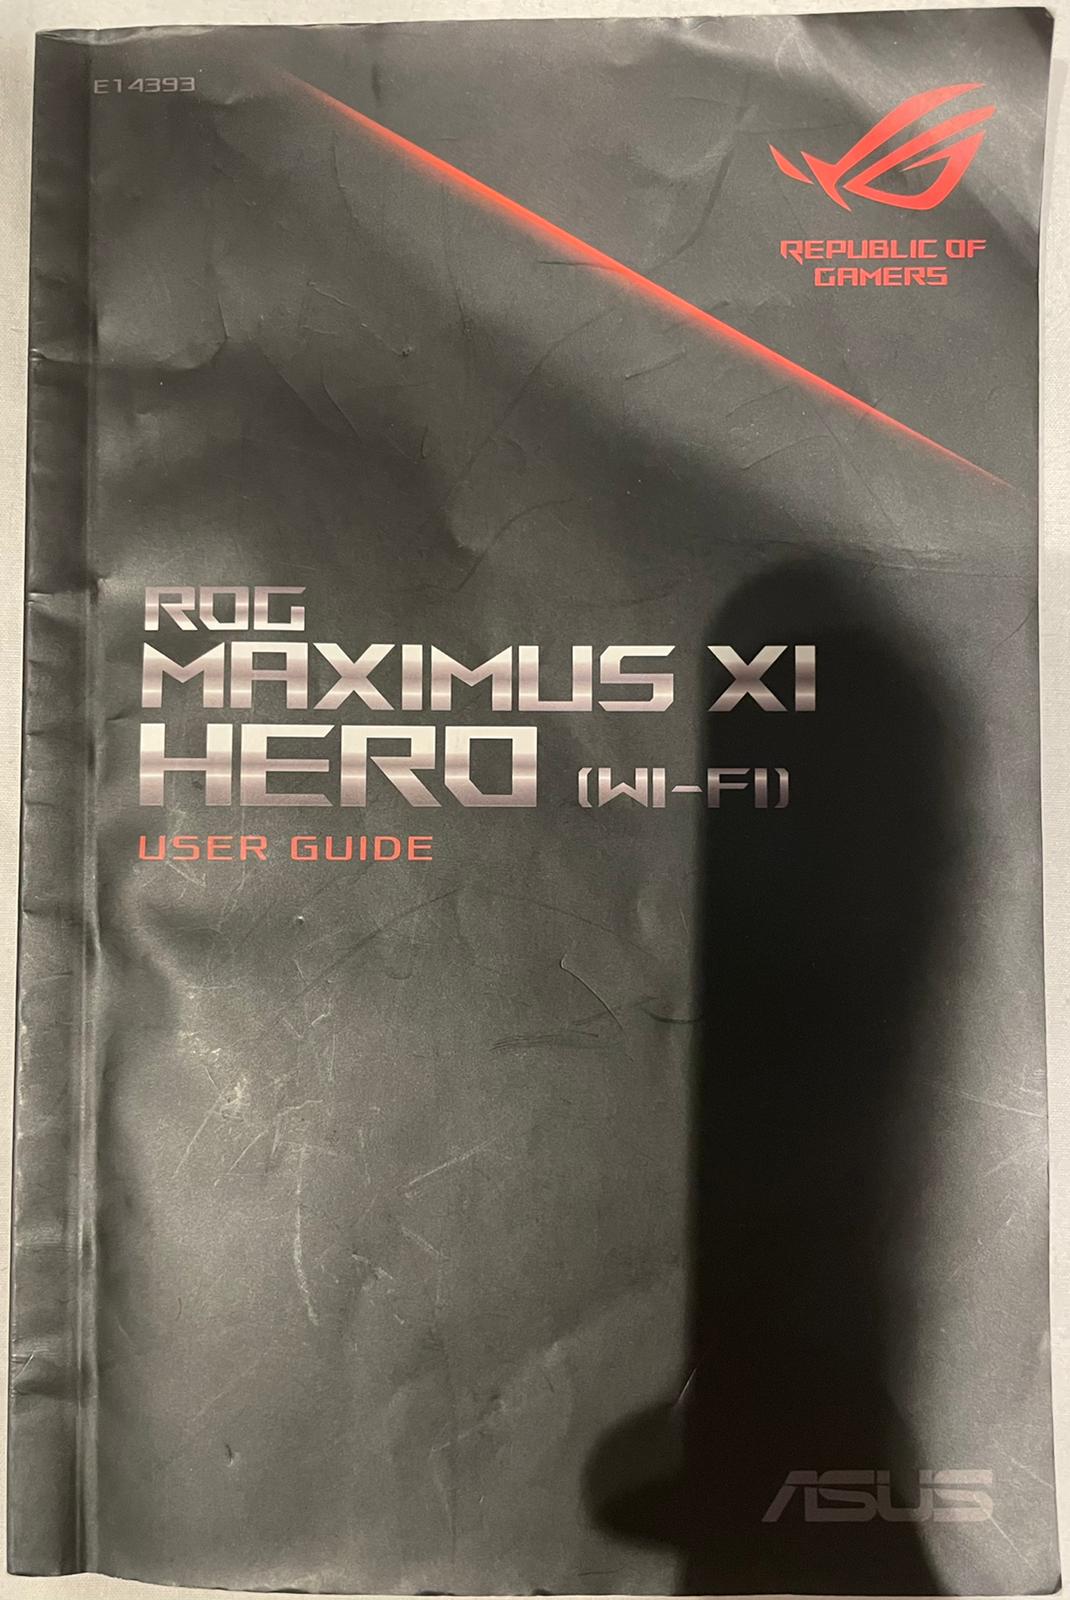 E14393
REPUBLIC OF
GAMERS
ROG
MAXIMUS XI
HERO (WI-FI)
USER GUIDE
ASUS